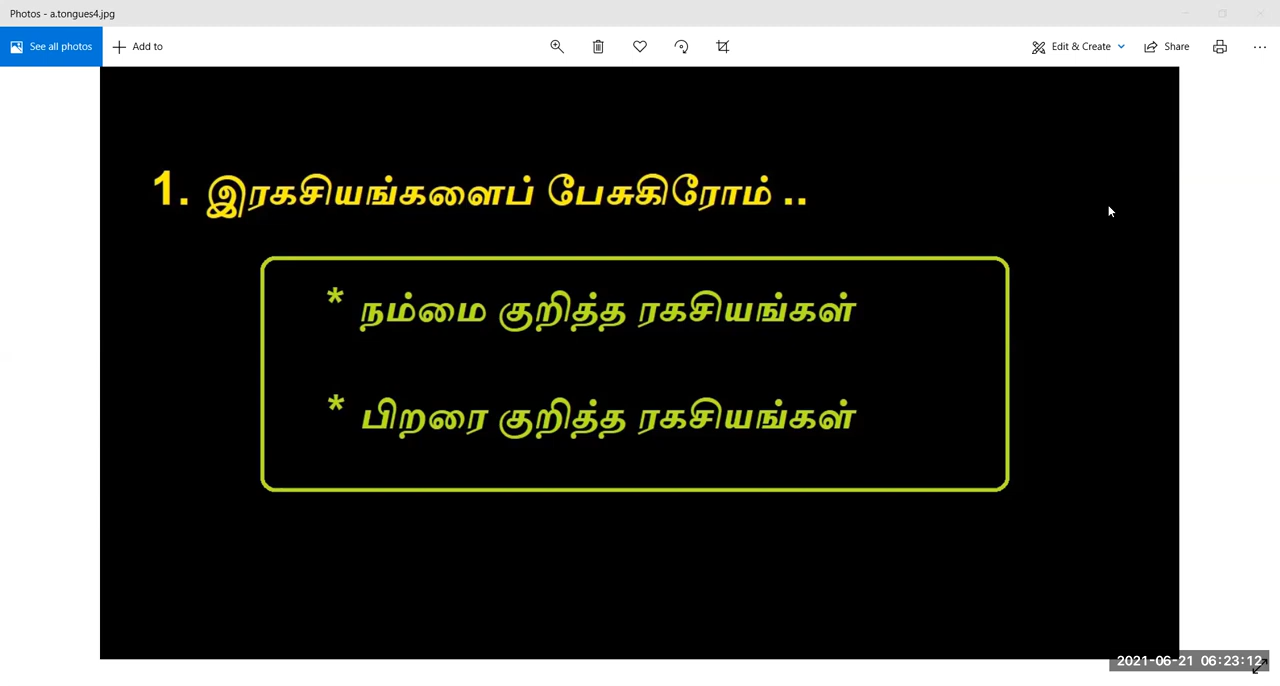 Photos - a.tongues4.jpg
See all photos
Add to
Edit & Create
Share
1. இரகசியங்களைப் பேசுகிரோம் ..
* நம்மை குறித்த ரகசியங்கள்
* பிறரை குறித்த ரகசியங்கள்
2021-06-21 06:23:12